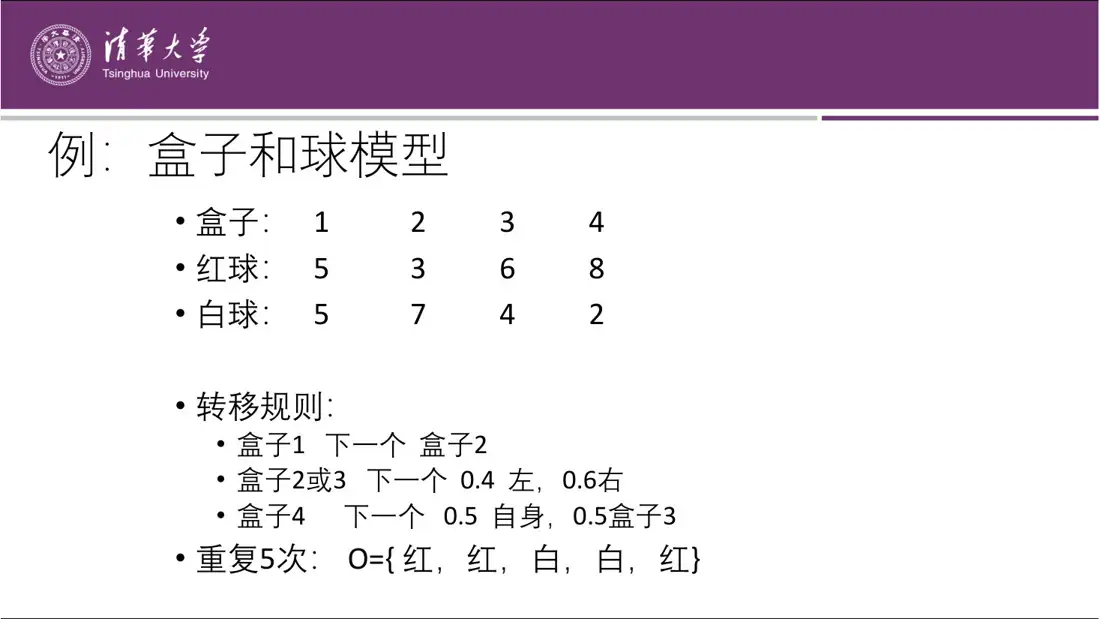 清华大学
Tsinghua University
例：盒子和球模型
• 盒子： 1 2 3 4
• 红球： 5 3 6 8
• 白球： 5 7 4 2
• 转移规则：
• 盒子1 下一个 盒子2
• 盒子2或3 下一个 0.4 左，0.6右
• 盒子4 下一个 0.5 自身，0.5盒子3
• 重复5次： O={ 红， 红， 白， 白， 红}